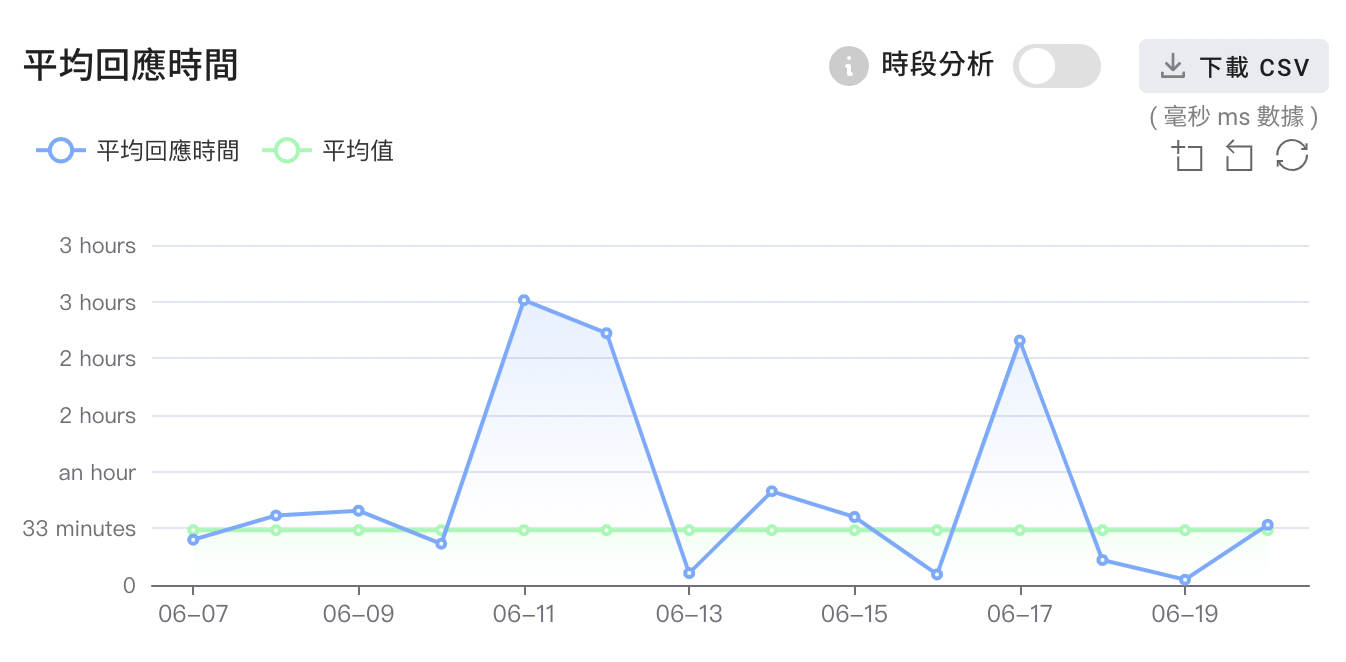 平均回應時間
時段分析
下載 CSV
( 毫秒 ms 數據 )
平均回應時間
平均值
3 hours
3 hours
2 hours
2 hours
an hour
33 minutes
0
06–07
06–09
06–11
06–13
06–15
06–17
06–19